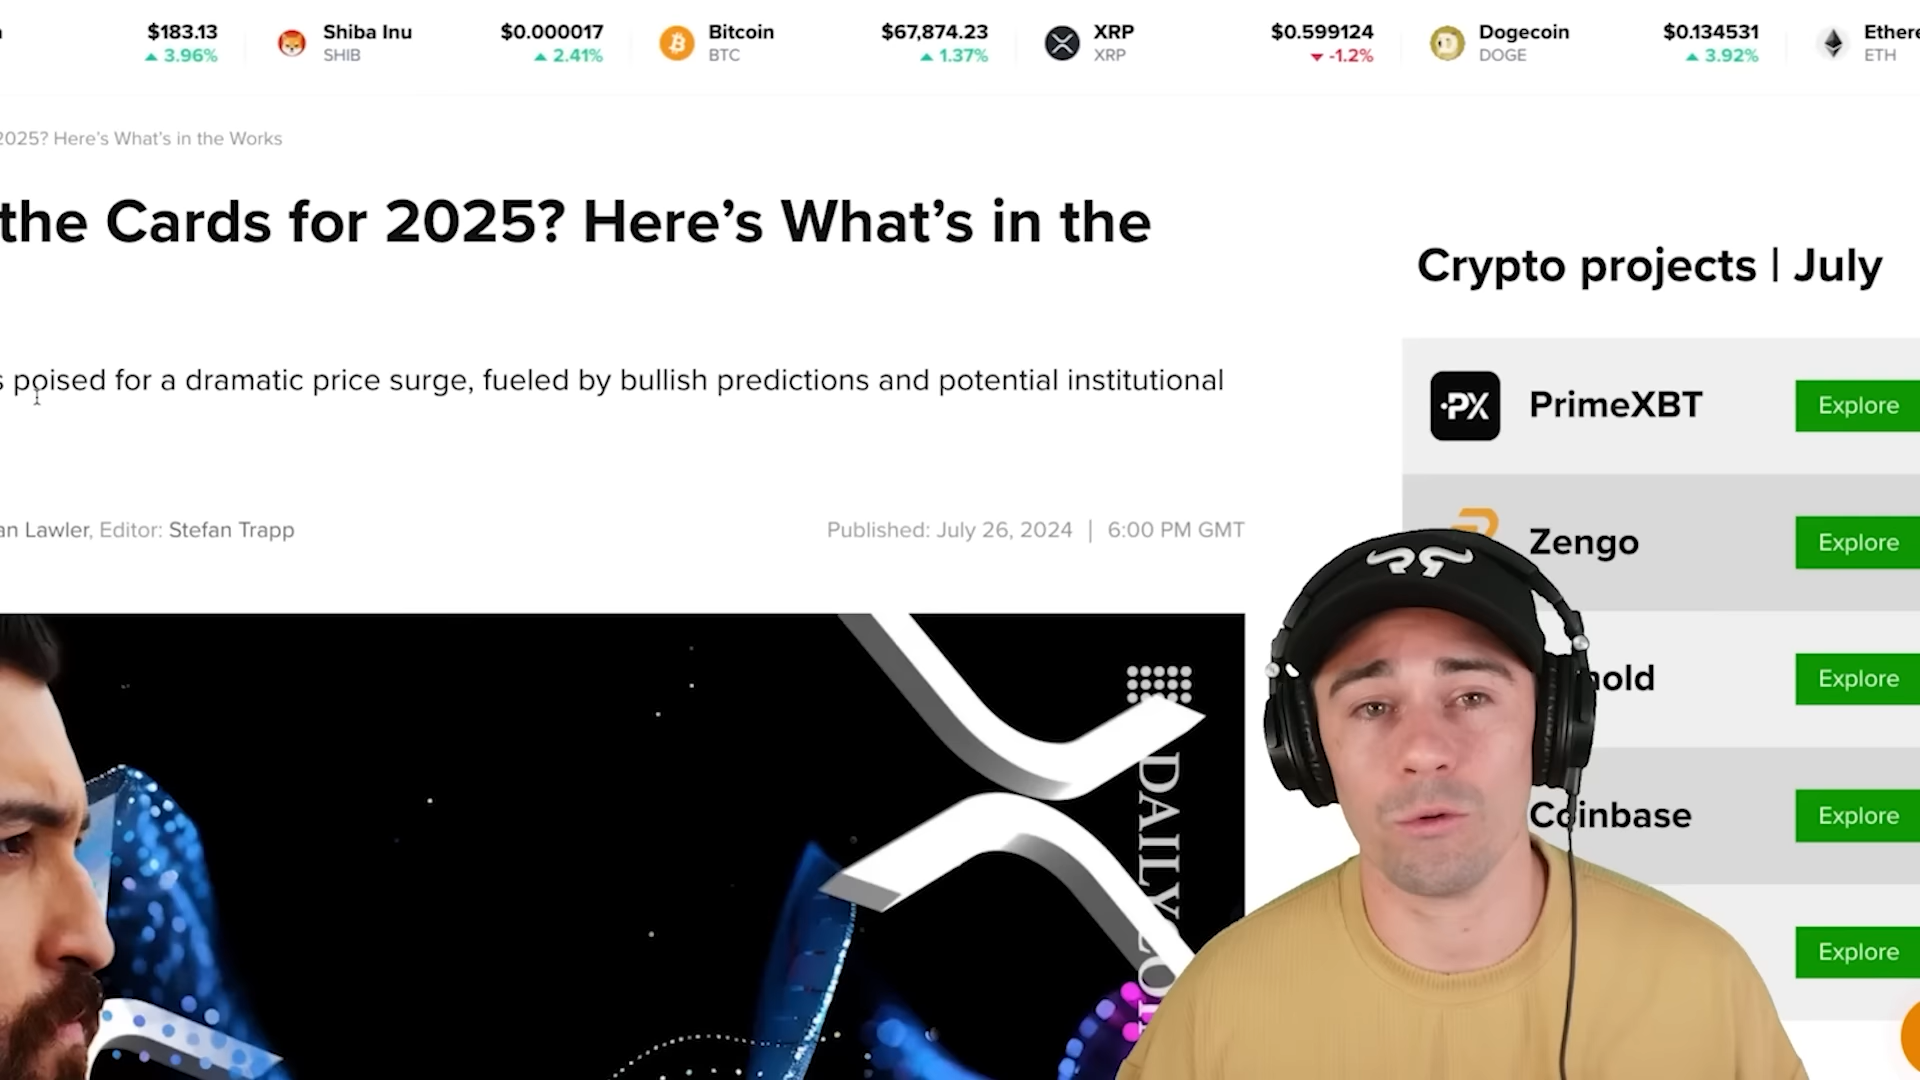 $183.13
3.96%
Shiba Inu
SHIB
$0.000017
2.41%
Bitcoin
BTC
$67,874.23
1.37%
XRP
XRP
$0.599124
-1.2%
Dogecoin
DOGE
$0.134531
3.92%
ETH
2025? Here's What's in the Works
the Cards for 2025? Here's What's in the
poised for a dramatic price surge, fueled by bullish predictions and potential institutional
Lawler, Editor: Stefan Trapp
Published: July 26, 2024 | 6:00 PM GMT
DAILY
Crypto projects | July
PX PrimeXBT Explore
Zengo Explore
Explore
Coinbase Explore
Explore